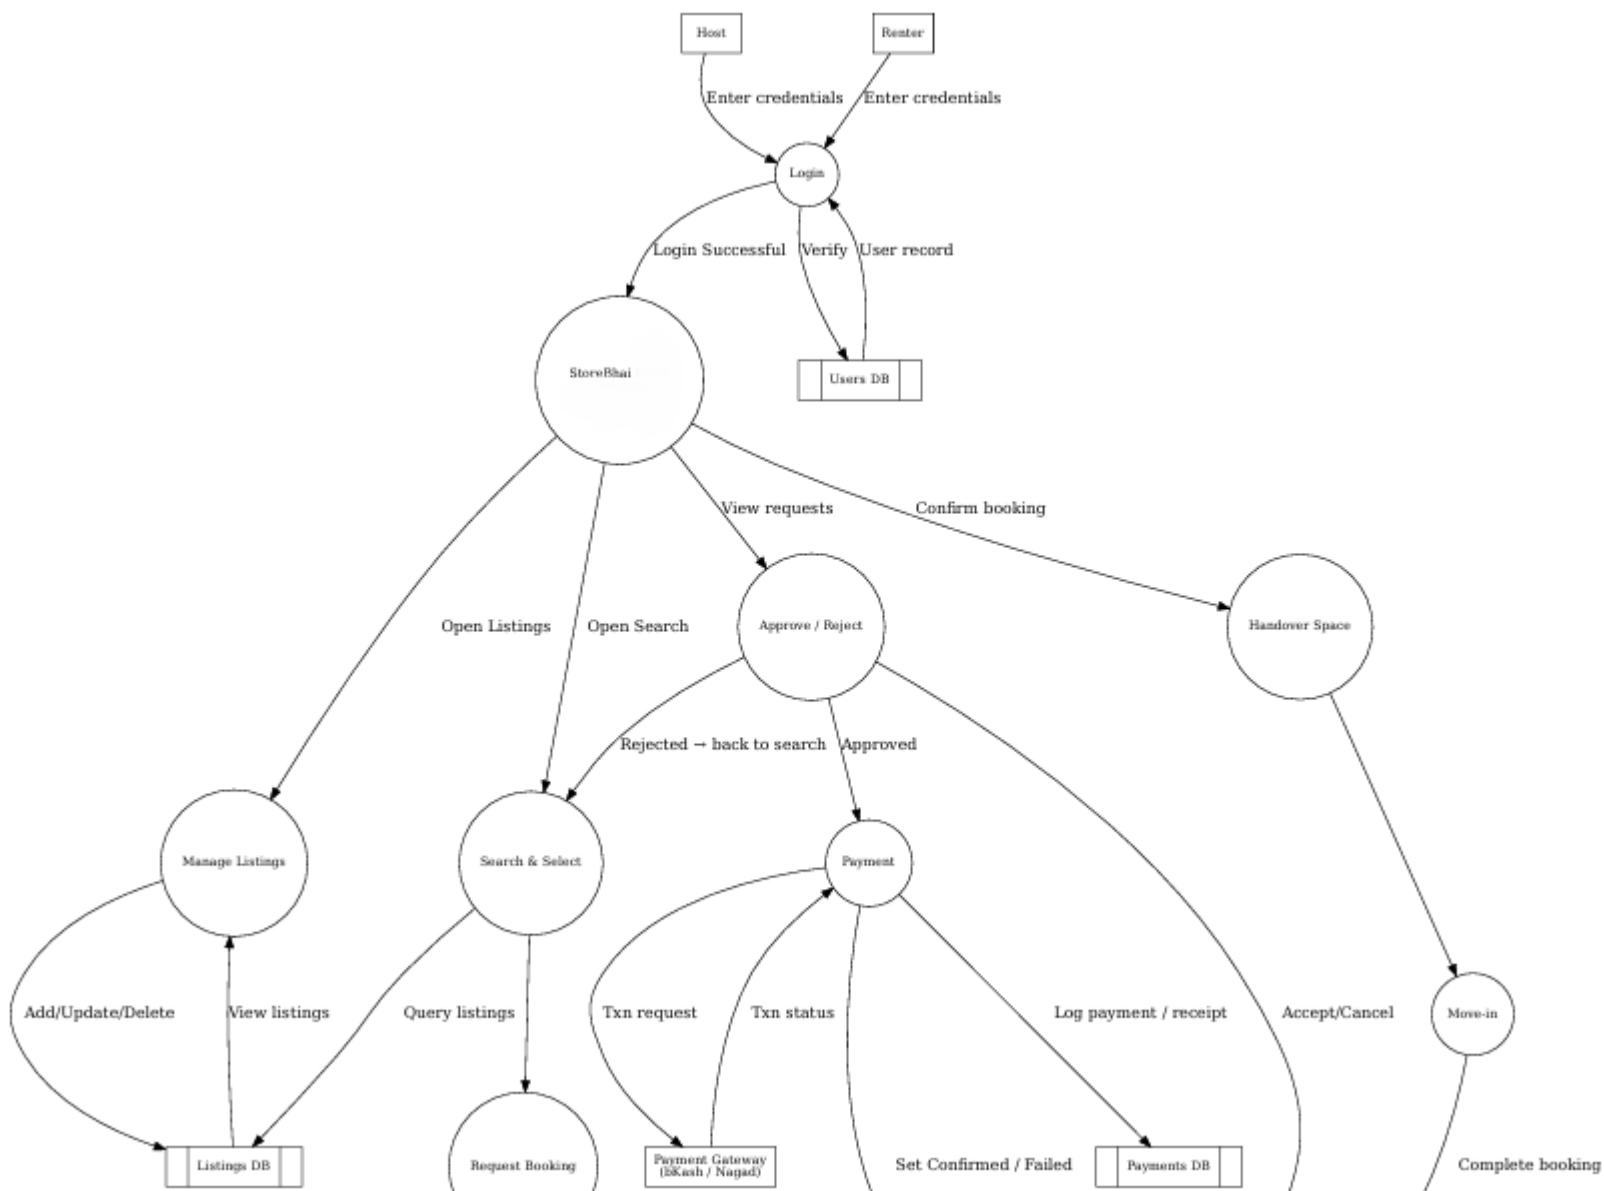 Host
Renter
Enter credentials
Enter credentials
Login
Login Successful
Verify
User record
StoreBhai
Users DB
View requests
Confirm booking
Open Listings
Open Search
Approve / Reject
Handover Space
Rejected → back to search
Approved
Manage Listings
Search & Select
Payment
Add/Update/Delete
View listings
Query listings
Txn request
Txn status
Log payment / receipt
Accept/Cancel
Move-in
Listings DB
Request Booking
Payment Gateway
(bKash / Nagad)
Set Confirmed / Failed
Payments DB
Complete booking